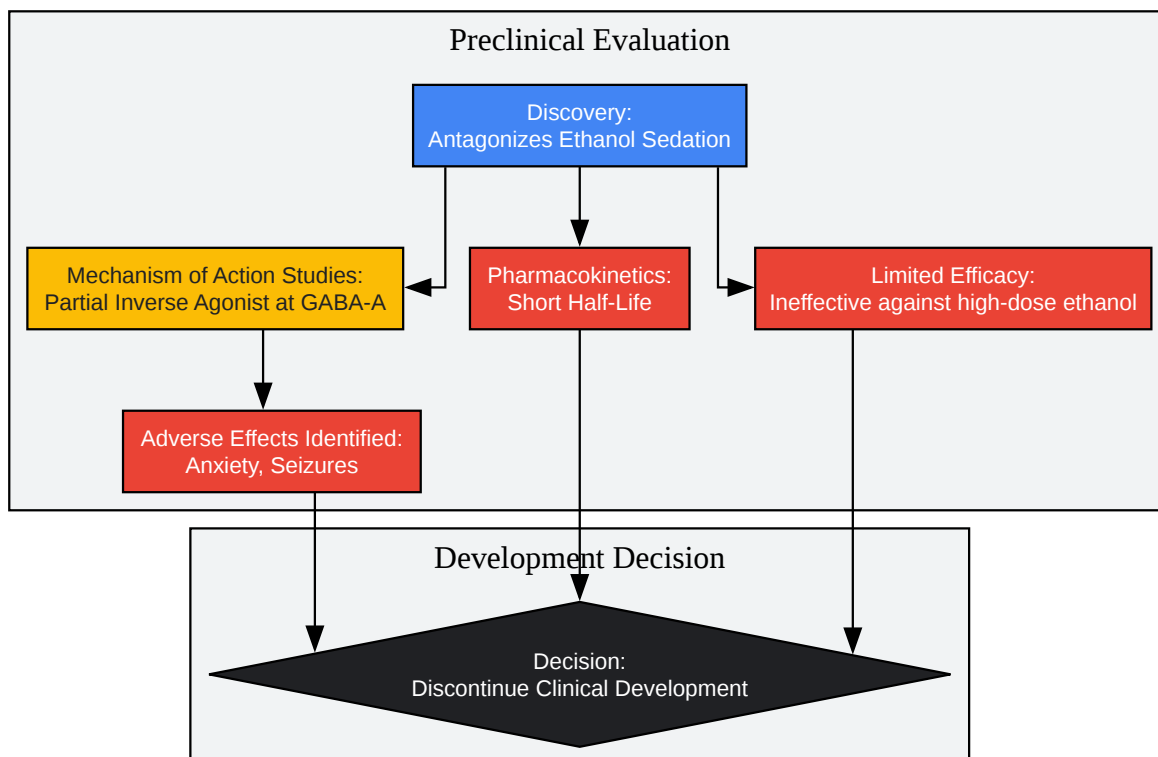 Preclinical Evaluation
Discovery:
Antagonizes Ethanol Sedation
Mechanism of Action Studies:
Partial Inverse Agonist at GABA-A
Pharmacokinetics:
Short Half-Life
Limited Efficacy:
Ineffective against high-dose ethanol
Adverse Effects Identified:
Anxiety, Seizures
Development Decision
Decision:
Discontinue Clinical Development